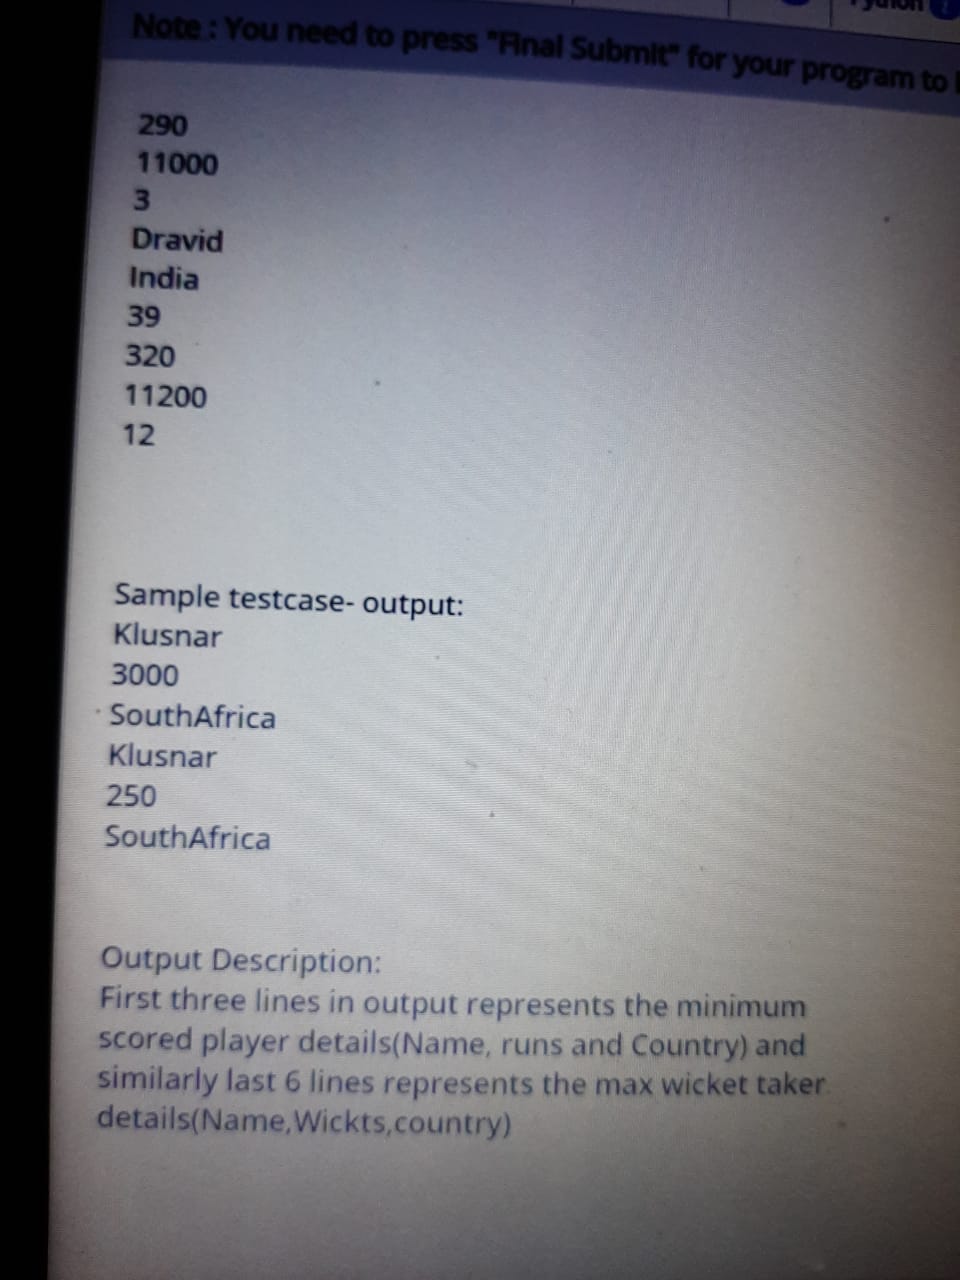 Python
Note : You need to press "Final Submit" for your program to
290
11000
3
Dravid
India
39
320
11200
12
Sample testcase- output:
Klusnar
3000
SouthAfrica
Klusnar
250
SouthAfrica
Output Description:
First three lines in output represents the minimum
scored player details(Name, runs and Country) and
similarly last 6 lines represents the max wicket taker
details(Name,Wickts,country)